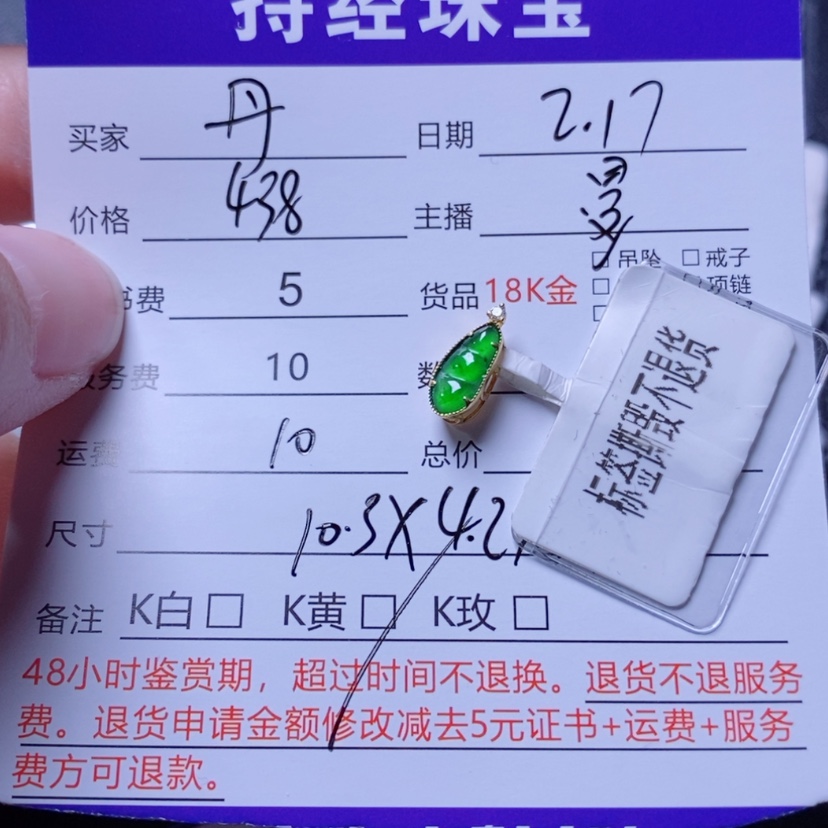 持经珠宝
买家 丹 日期 2.17
价格 438 主播 曼
书费 5 货品 18K金 □吊坠 □戒子
□ □项链
服务费 10 数
运费 10 总价
尺寸 10.3X4.2
标签撕毁不退货
备注 K白□ K黄□ K玫□
48小时鉴赏期，超过时间不退换。退货不退服务
费。退货申请金额修改减去5元证书+运费+服务
费方可退款。